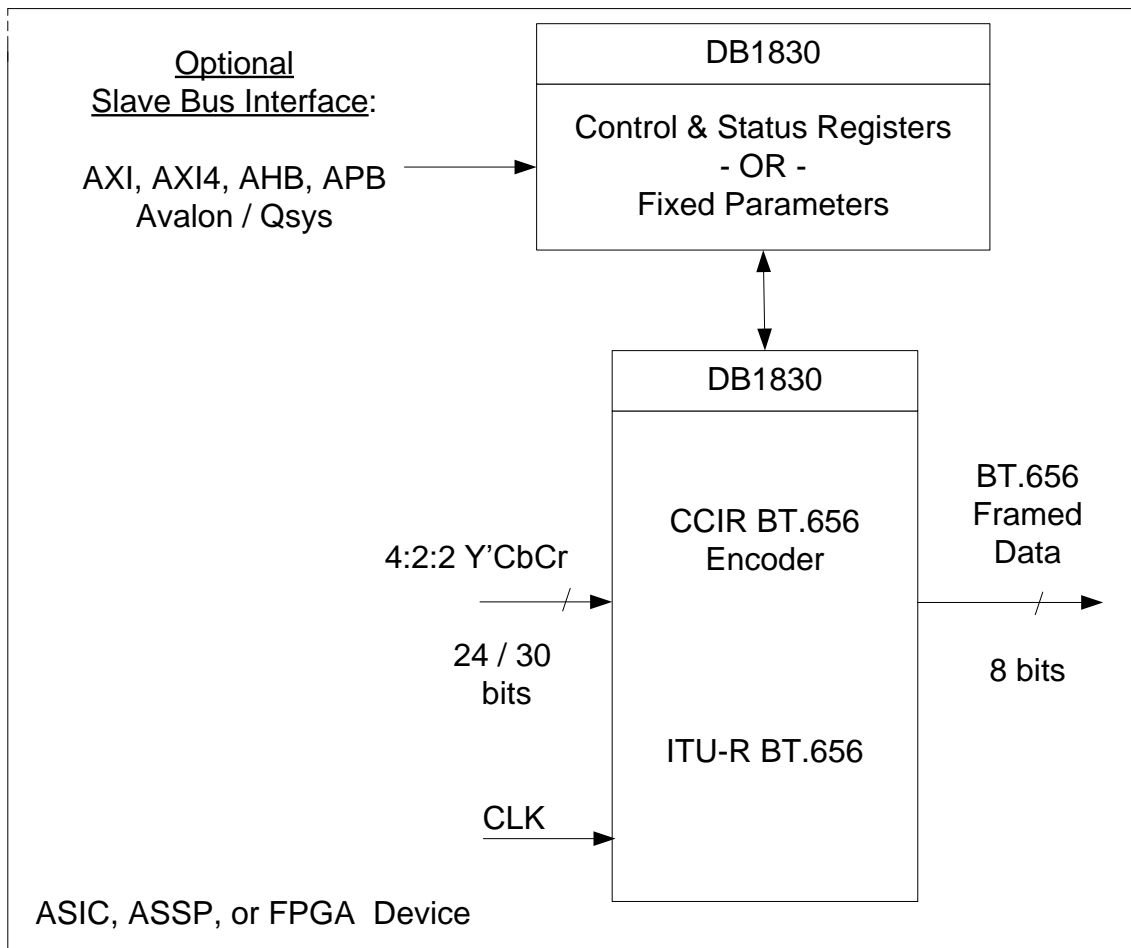 Optional
Slave Bus Interface:
AXI, AXI4, AHB, APB
Avalon / Qsys
DB1830
Control & Status Registers
- OR -
Fixed Parameters
DB1830
CCIR BT.656
Encoder
ITU-R BT.656
4:2:2 Y’CbCr
24 / 30
bits
CLK
BT.656
Framed
Data
8 bits
ASIC, ASSP, or FPGA Device